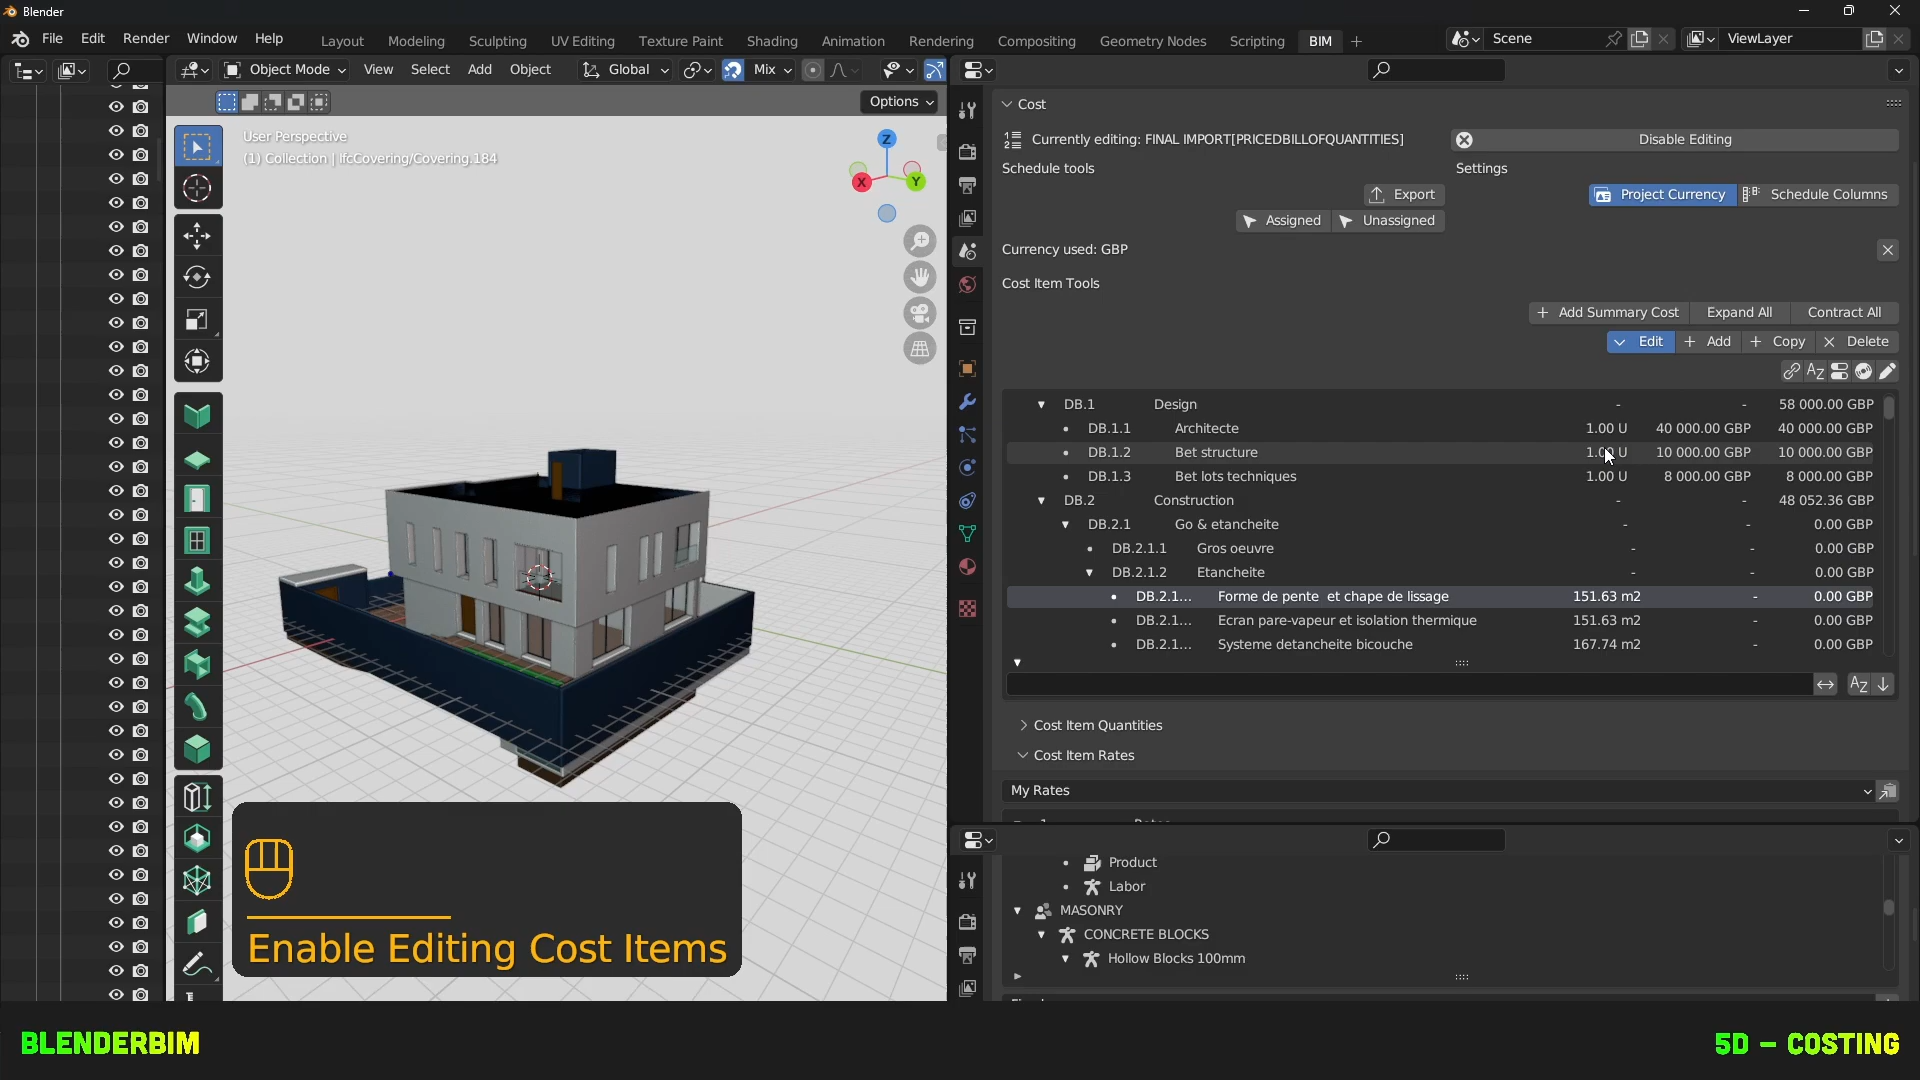 Blender
File Edit Render Window Help
Layout Modeling Sculpting UV Editing Texture Paint Shading Animation Rendering Compositing Geometry Nodes Scripting BIM
Scene
ViewLayer
Object Mode View Select Add Object Global Mix
Options
User Perspective
(1) Collection | IfcCovering/Covering.184
Z
X
Y
Cost
Currently editing: FINAL IMPORT[PRICEDBILLOFQUANTITIES]
Disable Editing
Schedule tools
Settings
Export
Project Currency
Schedule Columns
Assigned
Unassigned
Currency used: GBP
Cost Item Tools
Add Summary Cost
Expand All
Contract All
Edit
Add
Copy
Delete
DB.1 Design - - 58 000.00 GBP
DB.1.1 Architecte 1.00 U 40 000.00 GBP 40 000.00 GBP
DB.1.2 Bet structure 1.00 U 10 000.00 GBP 10 000.00 GBP
DB.1.3 Bet lots techniques 1.00 U 8 000.00 GBP 8 000.00 GBP
DB.2 Construction - - 48 052.36 GBP
DB.2.1 Go & etancheite - - 0.00 GBP
DB.2.1.1 Gros oeuvre - - 0.00 GBP
DB.2.1.2 Etancheite - - 0.00 GBP
DB.2.1... Forme de pente et chape de lissage 151.63 m2 - 0.00 GBP
DB.2.1... Ecran pare-vapeur et isolation thermique 151.63 m2 - 0.00 GBP
DB.2.1... Systeme detancheite bicouche 167.74 m2 - 0.00 GBP
Cost Item Quantities
Cost Item Rates
My Rates
Product
Labor
MASONRY
CONCRETE BLOCKS
Hollow Blocks 100mm
Enable Editing Cost Items
BLENDERBIM
5D - COSTING